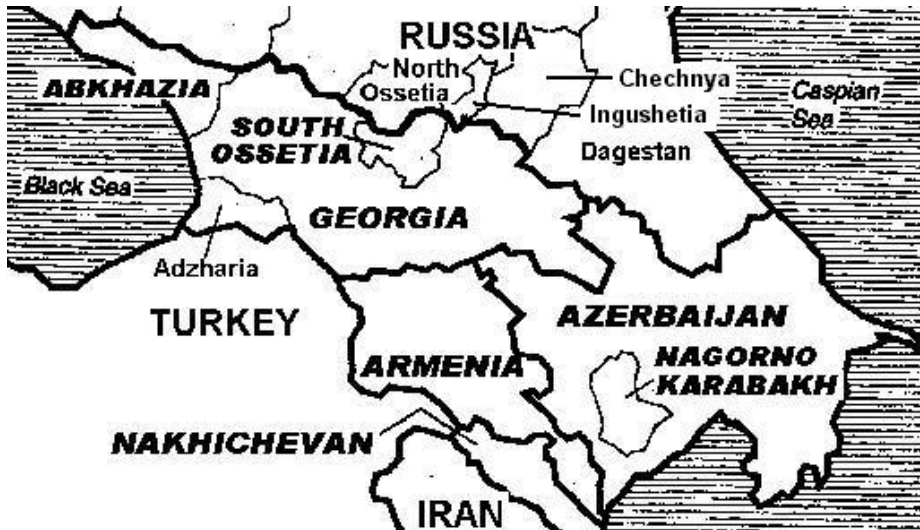 RUSSIA
North
Ossetia
ABKHAZIA
Chechnya
Caspian
Sea
Ingushetia
SOUTH
OSSETIA
Dagestan
Black Sea
GEORGIA
Adzharia
TURKEY
AZERBAIJAN
ARMENIA
NAGORNO
KARABAKH
NAKHICHEVAN
IRAN